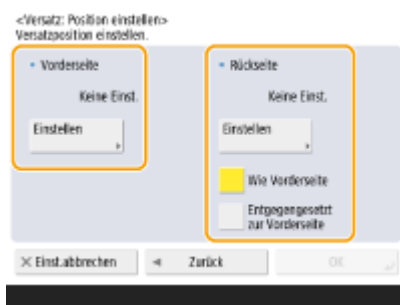 <Versatz: Position einstellen>
Versatzposition einstellen.
Vorderseite
Keine Einst.
Einstellen
Rückseite
Keine Einst.
Einstellen
Wie Vorderseite
Entgegengesetzt
zur Vorderseite
Einst.abbrechen
Zurück
OK